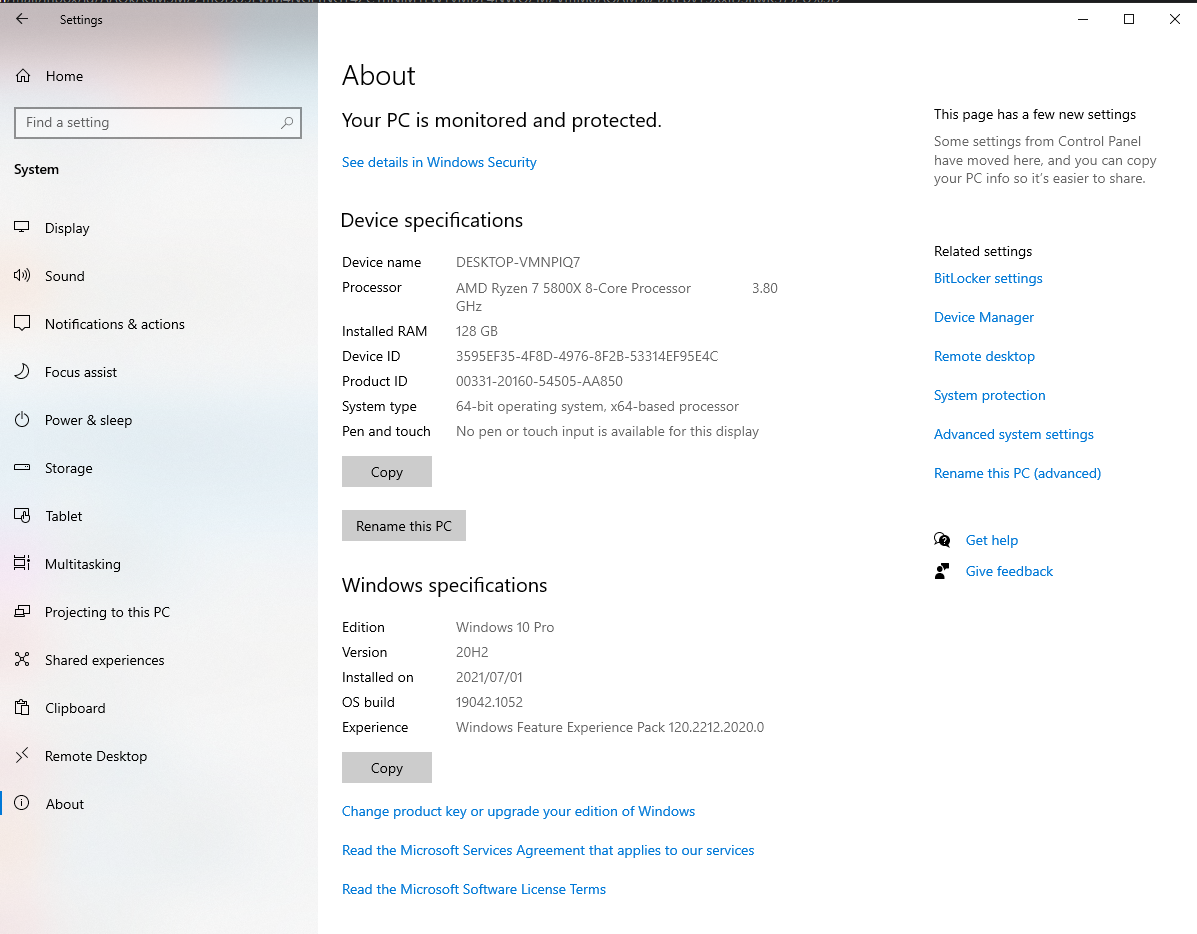 Settings
Home
Find a setting
System
Display
Sound
Notifications & actions
Focus assist
Power & sleep
Storage
Tablet
Multitasking
Projecting to this PC
Shared experiences
Clipboard
Remote Desktop
About
About
Your PC is monitored and protected.
See details in Windows Security
Device specifications
Device name DESKTOP-VMNPIQ7
Processor AMD Ryzen 7 5800X 8-Core Processor 3.80
GHz
Installed RAM 128 GB
Device ID 3595EF35-4F8D-4976-8F2B-53314EF95E4C
Product ID 00331-20160-54505-AA850
System type 64-bit operating system, x64-based processor
Pen and touch No pen or touch input is available for this display
Copy
Rename this PC
Windows specifications
Edition Windows 10 Pro
Version 20H2
Installed on 2021/07/01
OS build 19042.1052
Experience Windows Feature Experience Pack 120.2212.2020.0
Copy
Change product key or upgrade your edition of Windows
Read the Microsoft Services Agreement that applies to our services
Read the Microsoft Software License Terms
This page has a few new settings
Some settings from Control Panel
have moved here, and you can copy
your PC info so it's easier to share.
Related settings
BitLocker settings
Device Manager
Remote desktop
System protection
Advanced system settings
Rename this PC (advanced)
Get help
Give feedback